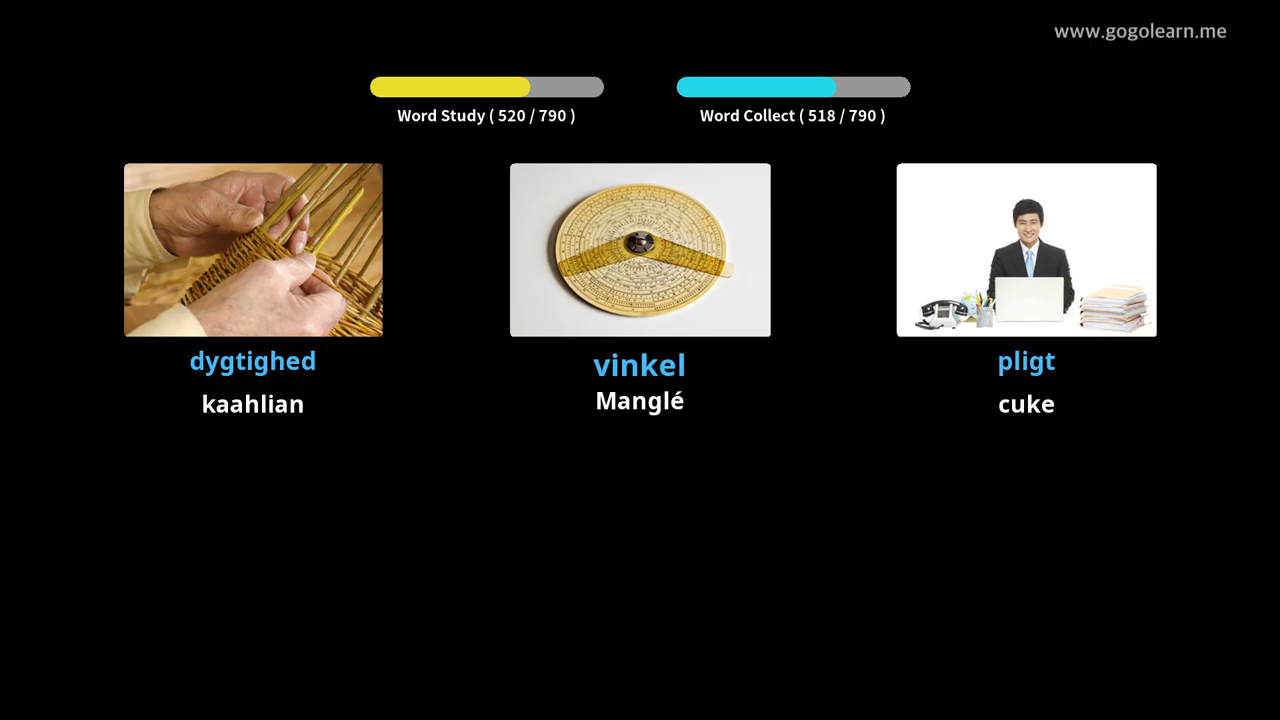 www.gogolearn.me
Word Study ( 520 / 790 )
Word Collect ( 518 / 790 )
dygtighed
kaahlian
vinkel
Manglé
pligt
cuke